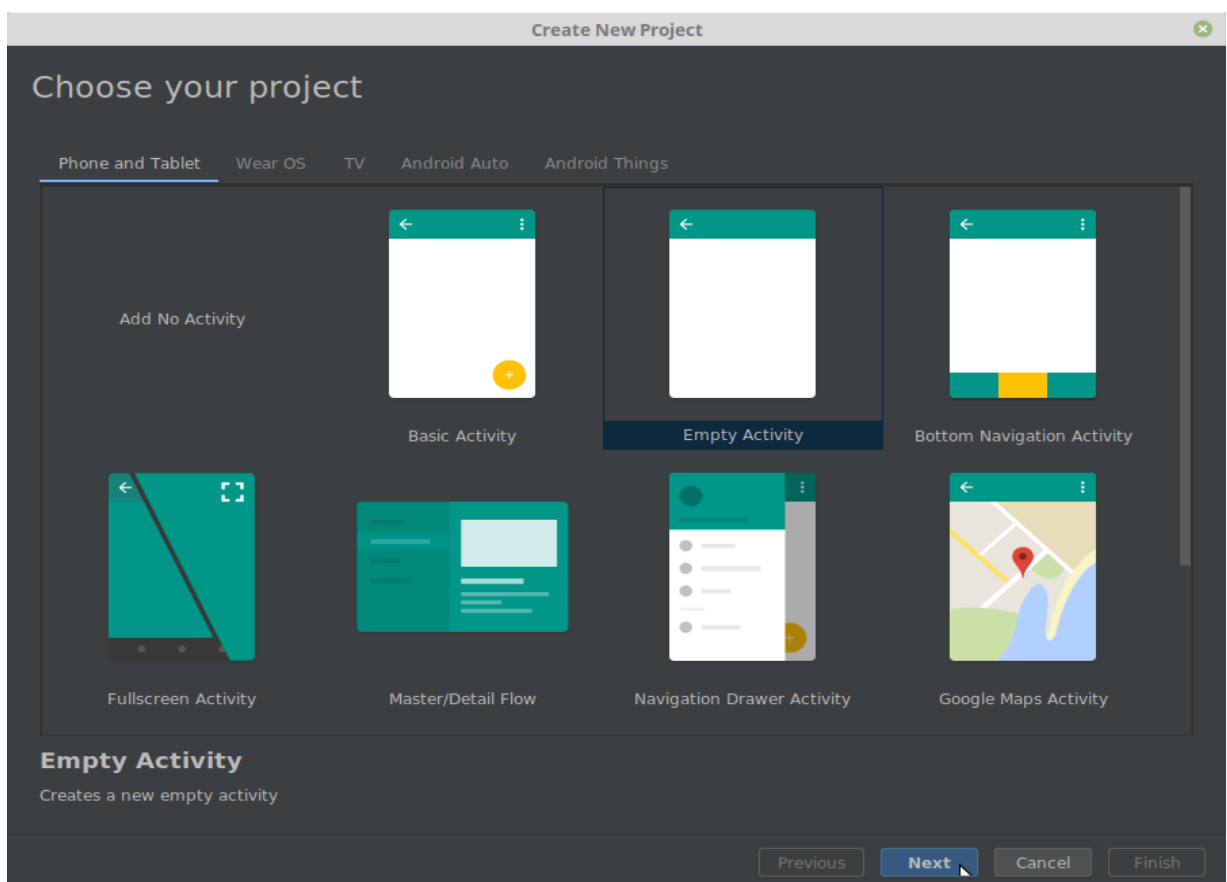 Create New Project
Choose your project
Phone and Tablet Wear OS TV Android Auto Android Things
Add No Activity
Basic Activity Empty Activity Bottom Navigation Activity
Fullscreen Activity Master/Detail Flow Navigation Drawer Activity Google Maps Activity
Empty Activity
Creates a new empty activity
Previous Next Cancel Finish